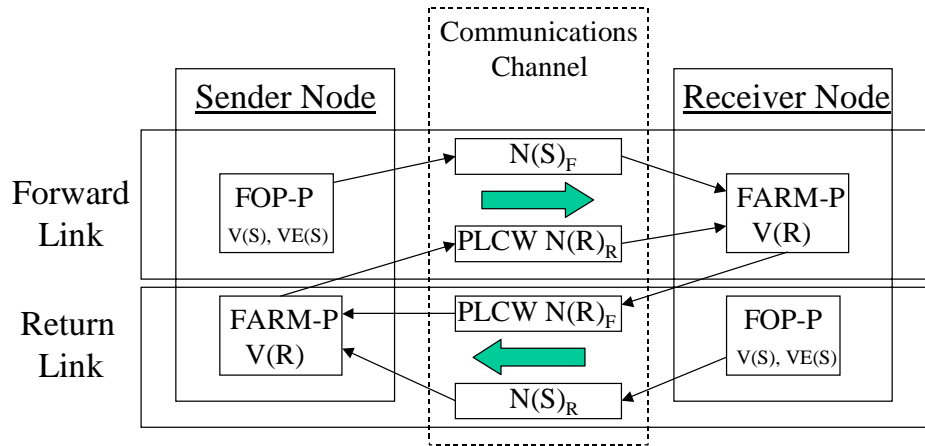 Communications
Channel
Sender Node
Receiver Node
Forward
Link
FOP-P
V(S), VE(S)
N(S)F
PLCW N(R)R
FARM-P
V(R)
Return
Link
FARM-P
V(R)
PLCW N(R)F
N(S)R
FOP-P
V(S), VE(S)